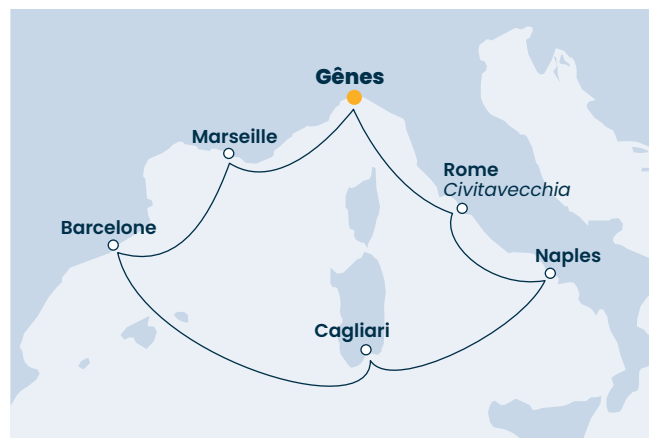 Gênes
Marseille
Rome
Civitavecchia
Barcelone
Naples
Cagliari